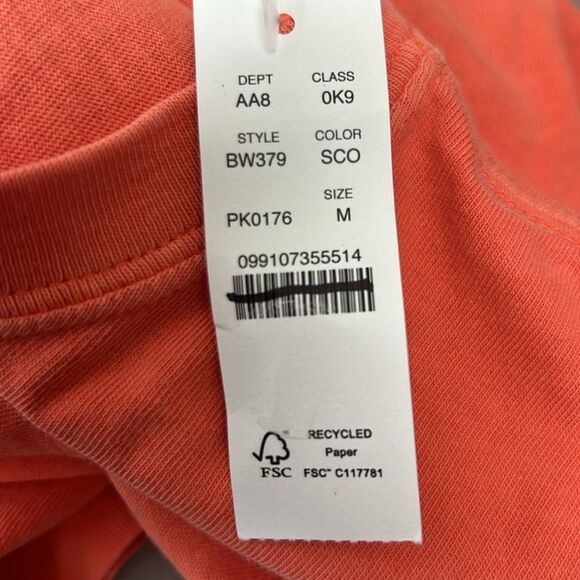 DEPT CLASS
AA8 0K9
STYLE COLOR
BW379 SCO
SIZE
PK0176 M
099107355514
RECYCLED
Paper
FSC FSC™ C117781